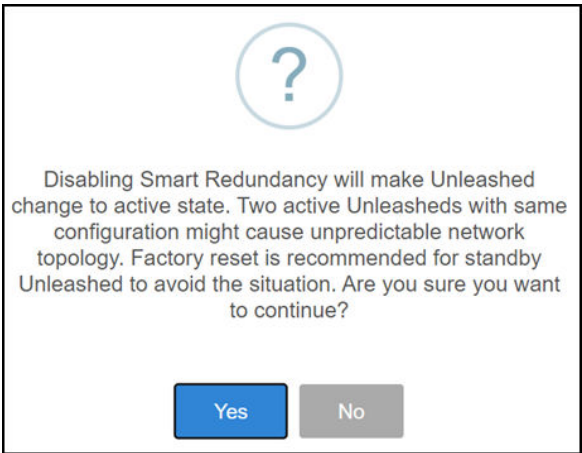 ?
Disabling Smart Redundancy will make Unleashed
change to active state. Two active Unleasheds with same
configuration might cause unpredictable network
topology. Factory reset is recommended for standby
Unleashed to avoid the situation. Are you sure you want
to continue?
Yes
No